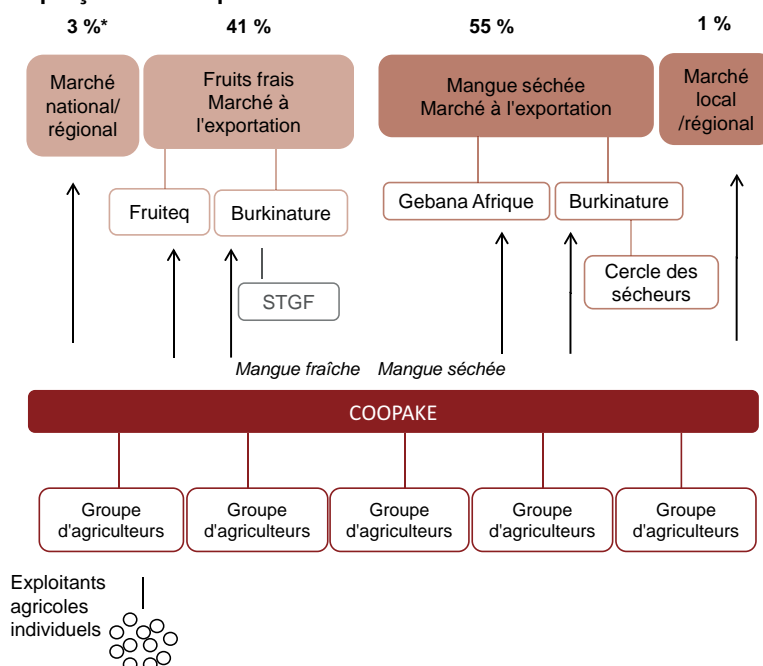 3 %*
41 %
55 %
1 %
Marché
national/
régional
Fruits frais
Marché à
l'exportation
Mangue séchée
Marché à l'exportation
Marché
local
/régional
Fruiteq
Burkinature
Gebana Afrique
Burkinature
STGF
Cercle des
sécheurs
Mangue fraîche
Mangue séchée
COOPAKE
Groupe
d'agriculteurs
Groupe
d'agriculteurs
Groupe
d'agriculteurs
Groupe
d'agriculteurs
Groupe
d'agriculteurs
Exploitants
agricoles
individuels